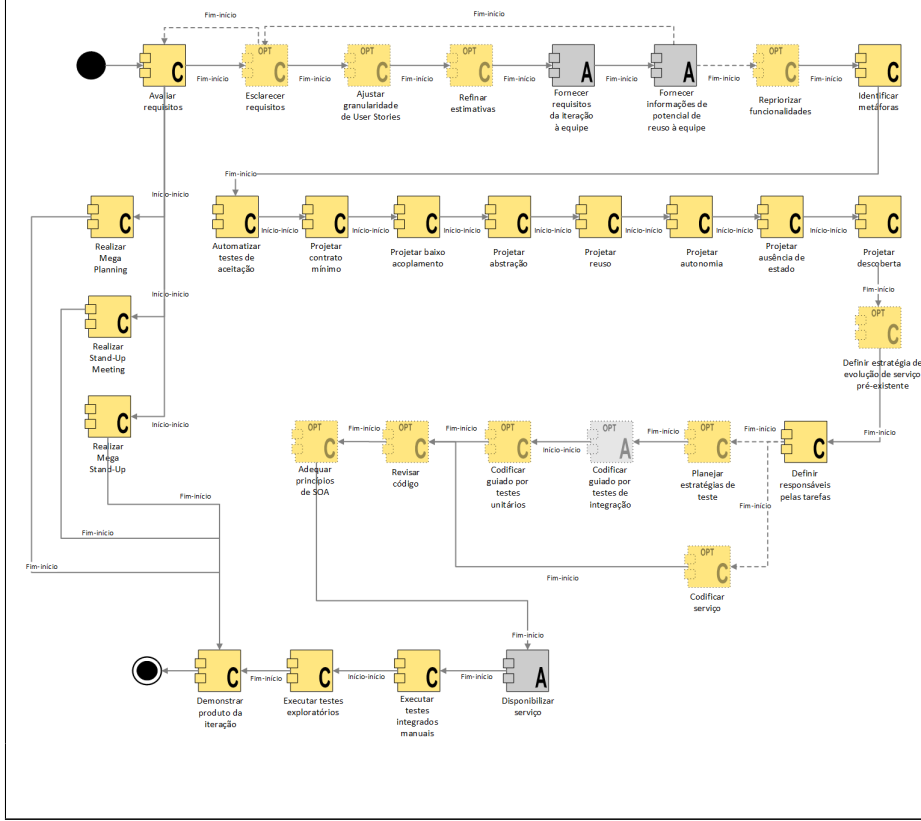 Fim-início
Fim-início
C
Avaliar
requisitos
Fim-início
OPT
C
Esclarecer
requisitos
Fim-início
OPT
C
Ajustar
granularidade
de User Stories
Fim-início
OPT
C
Refinar
estimativas
Fim-início
A
Fornecer
requisitos
da iteração
à equipe
Fim-início
A
Fornecer
informações de
potencial de
reuso à equipe
Fim-início
OPT
C
Repriorizar
funcionalidades
Fim-início
C
Identificar
metáforas
Fim-início
Início-início
C
Realizar
Mega
Planning
C
Automatizar
testes de
aceitação
Início-início
C
Projetar
contrato
mínimo
Início-início
C
Projetar baixo
acoplamento
Início-início
C
Projetar
abstração
Início-início
C
Projetar
reuso
Início-início
C
Projetar
autonomia
Início-início
C
Projetar
ausência de
estado
Início-início
C
Projetar
descoberta
Início-início
C
Realizar
Stand-Up
Meeting
Fim-início
OPT
C
Definir estratégia de
evolução de serviço
pré-existente
Início-início
C
Realizar
Mega
Stand-Up
OPT
C
Adequar
princípios
de SOA
Fim-início
OPT
C
Revisar
código
Fim-início
OPT
C
Codificar
guiado por
testes
unitários
Início-início
OPT
A
Codificar
guiado por
testes de
integração
Fim-início
OPT
C
Planejar
estratégias de
teste
Fim-início
C
Definir
responsáveis
pelas tarefas
Fim-início
Fim-início
Fim-início
Fim-início
Fim-início
OPT
C
Codificar
serviço
Fim-início
Fim-início
C
Demonstrar
produto da
iteração
Fim-início
C
Executar testes
exploratórios
Início-início
C
Executar
testes
integrados
manuais
Fim-início
A
Disponibilizar
serviço